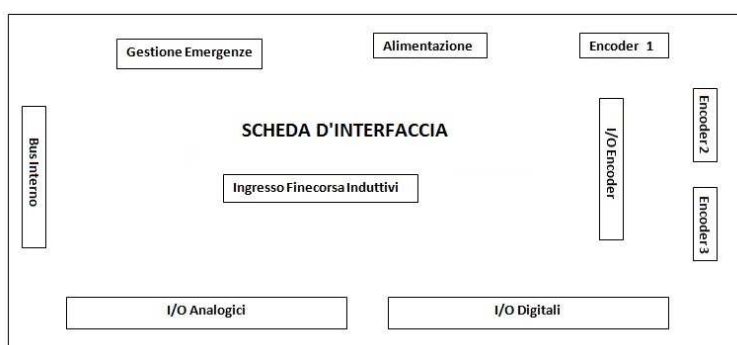 Gestione Emergenze
Alimentazione
Encoder 1
Bus Interno
SCHEDA D'INTERFACCIA
I/O Encoder
Encoder 2
Ingresso Finecorsa Induttivi
Encoder 3
I/O Analogici
I/O Digitali